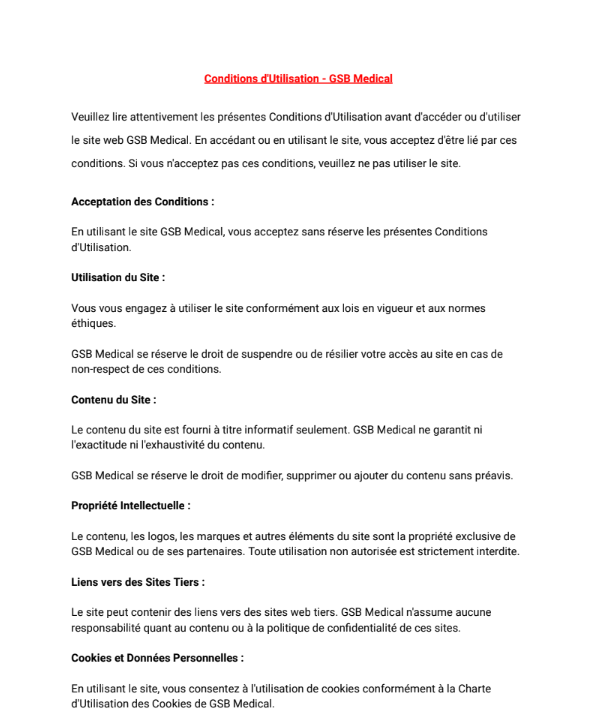 Conditions d'Utilisation - GSB Medical
Veuillez lire attentivement les présentes Conditions d'Utilisation avant d'accéder ou d'utiliser
le site web GSB Medical. En accédant ou en utilisant le site, vous acceptez d'être lié par ces
conditions. Si vous n'acceptez pas ces conditions, veuillez ne pas utiliser le site.
Acceptation des Conditions :
En utilisant le site GSB Medical, vous acceptez sans réserve les présentes Conditions
d'Utilisation.
Utilisation du Site :
Vous vous engagez à utiliser le site conformément aux lois en vigueur et aux normes
éthiques.
GSB Medical se réserve le droit de suspendre ou de résilier votre accès au site en cas de
non-respect de ces conditions.
Contenu du Site :
Le contenu du site est fourni à titre informatif seulement. GSB Medical ne garantit ni
l'exactitude ni l'exhaustivité du contenu.
GSB Medical se réserve le droit de modifier, supprimer ou ajouter du contenu sans préavis.
Propriété Intellectuelle :
Le contenu, les logos, les marques et autres éléments du site sont la propriété exclusive de
GSB Medical ou de ses partenaires. Toute utilisation non autorisée est strictement interdite.
Liens vers des Sites Tiers :
Le site peut contenir des liens vers des sites web tiers. GSB Medical n'assume aucune
responsabilité quant au contenu ou à la politique de confidentialité de ces sites.
Cookies et Données Personnelles :
En utilisant le site, vous consentez à l'utilisation de cookies conformément à la Charte
d'Utilisation des Cookies de GSB Medical.